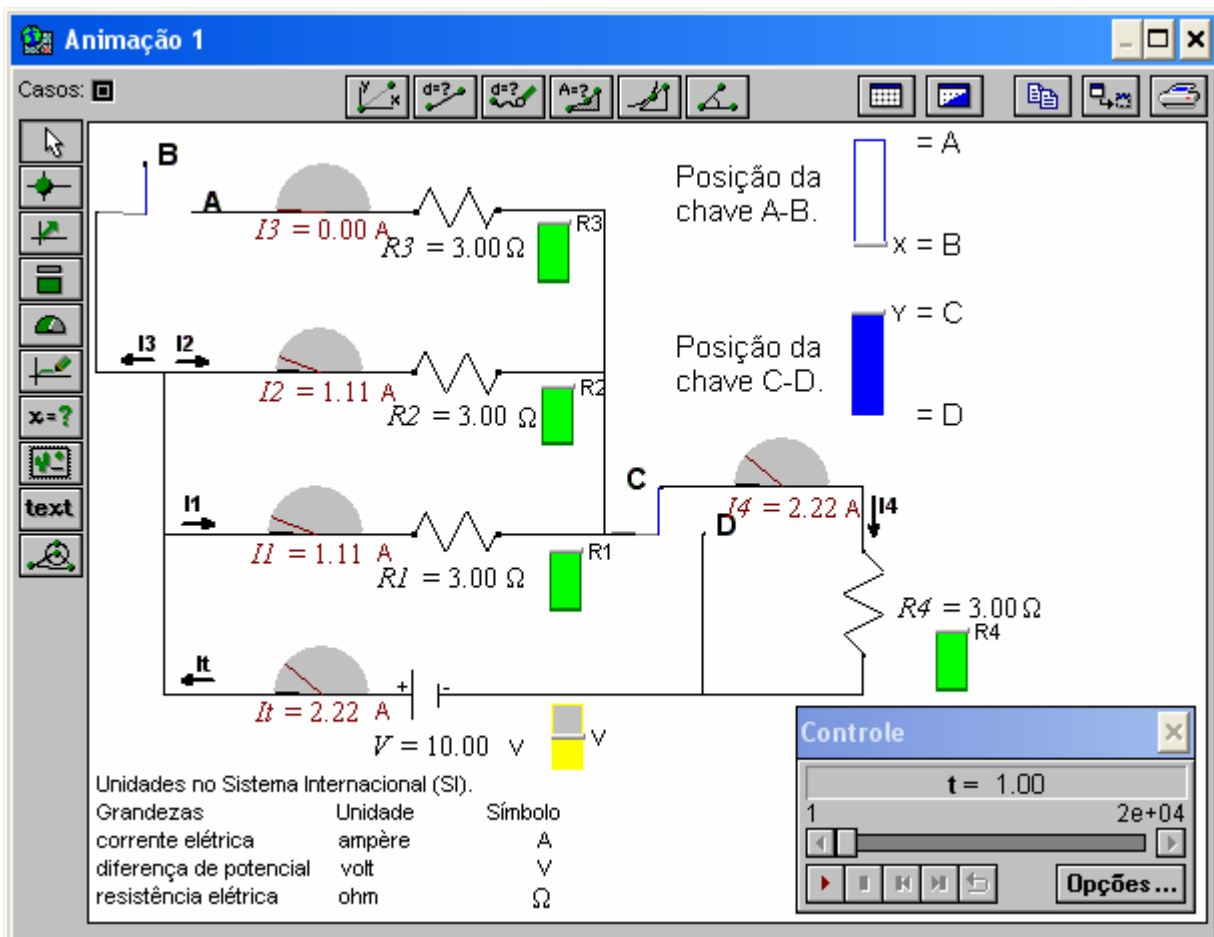 Animação 1
Casos:
y x d=? d=? A=?
B
A
I3 = 0.00 A
R3 = 3.00 Ω
R3
Posição da
chave A-B.
= A
X = B
I3 I2
I2 = 1.11 A
R2 = 3.00 Ω
R2
Posição da
chave C-D.
Y = C
= D
x=?
text
I1
I1 = 1.11 A
R1 = 3.00 Ω
R1
C
D
I4 = 2.22 A
I4
R4 = 3.00 Ω
R4
It
It = 2.22 A
+ -
V = 10.00 V
V
Unidades no Sistema Internacional (SI).
Grandezas Unidade Símbolo
corrente elétrica ampère A
diferença de potencial volt V
resistência elétrica ohm Ω
Controle
t = 1.00
1 2e+04
Opções...